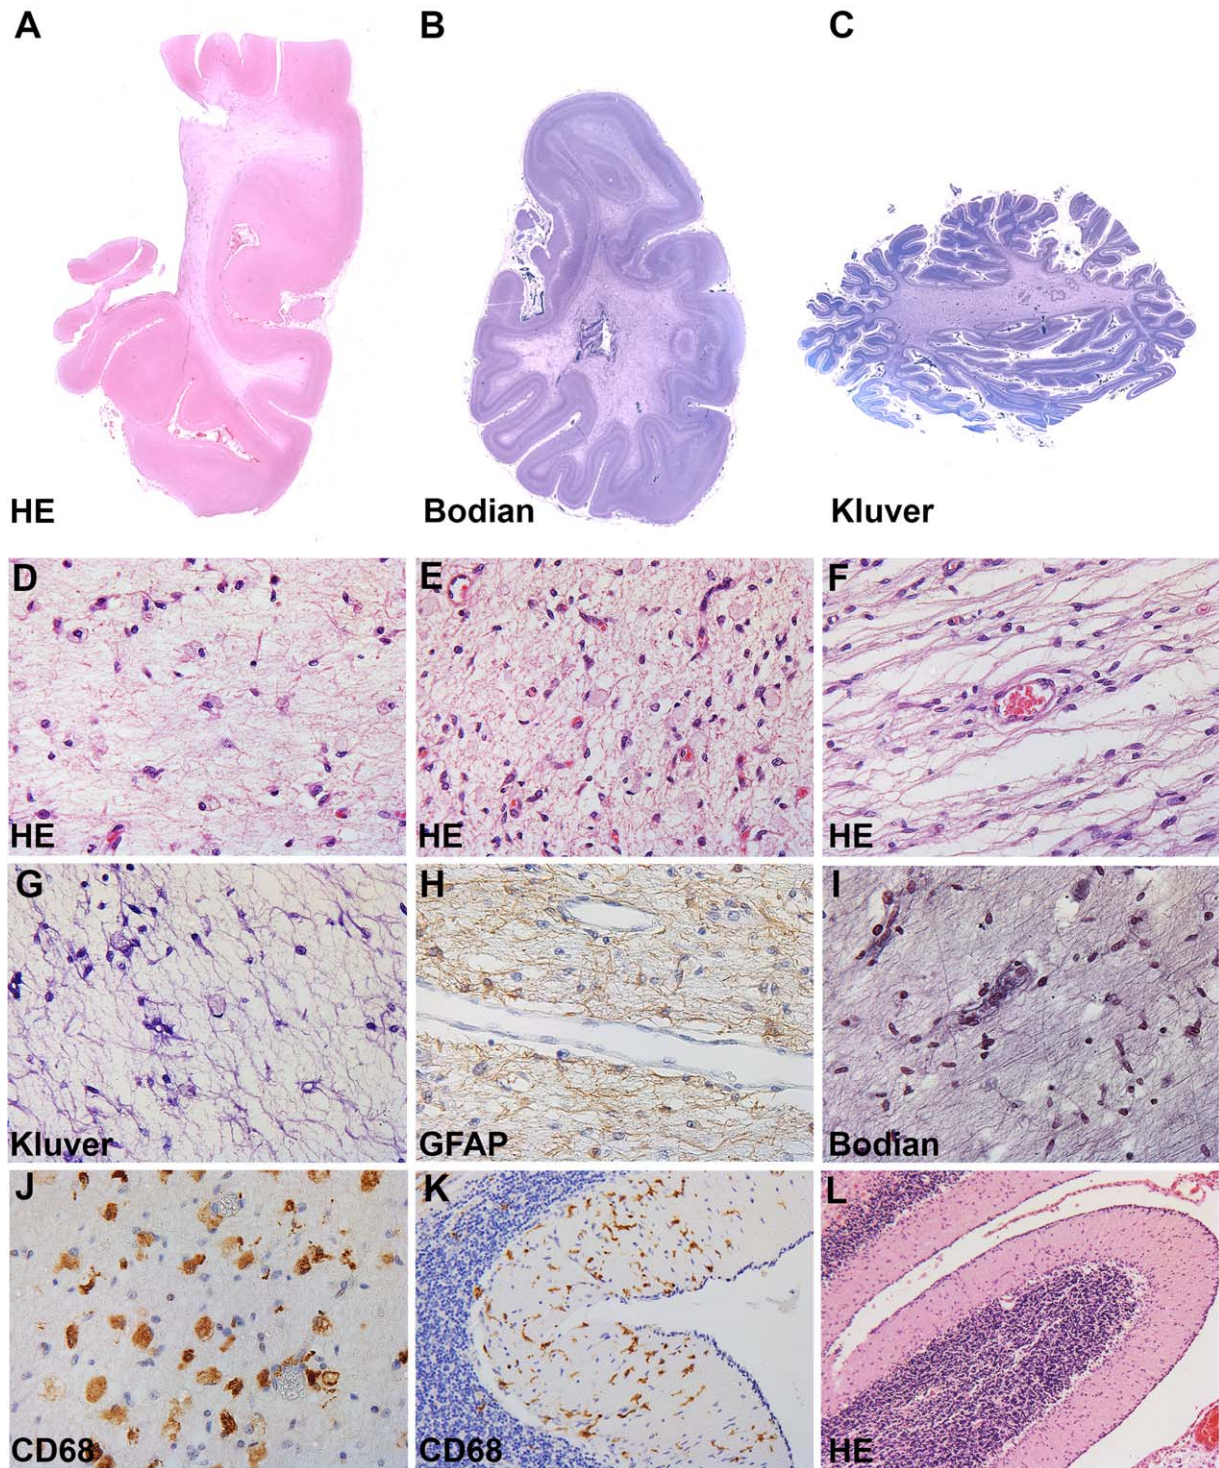 A B C
HE Bodian Kluver
D E F
HE HE HE
G H I
Kluver GFAP Bodian
J K L
CD68 CD68 HE